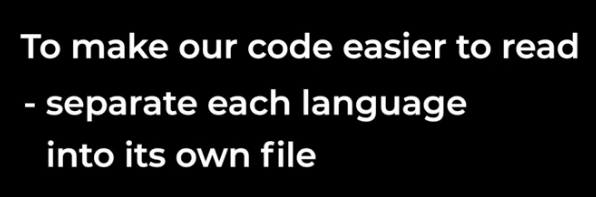 To make our code easier to read
- separate each language
into its own file